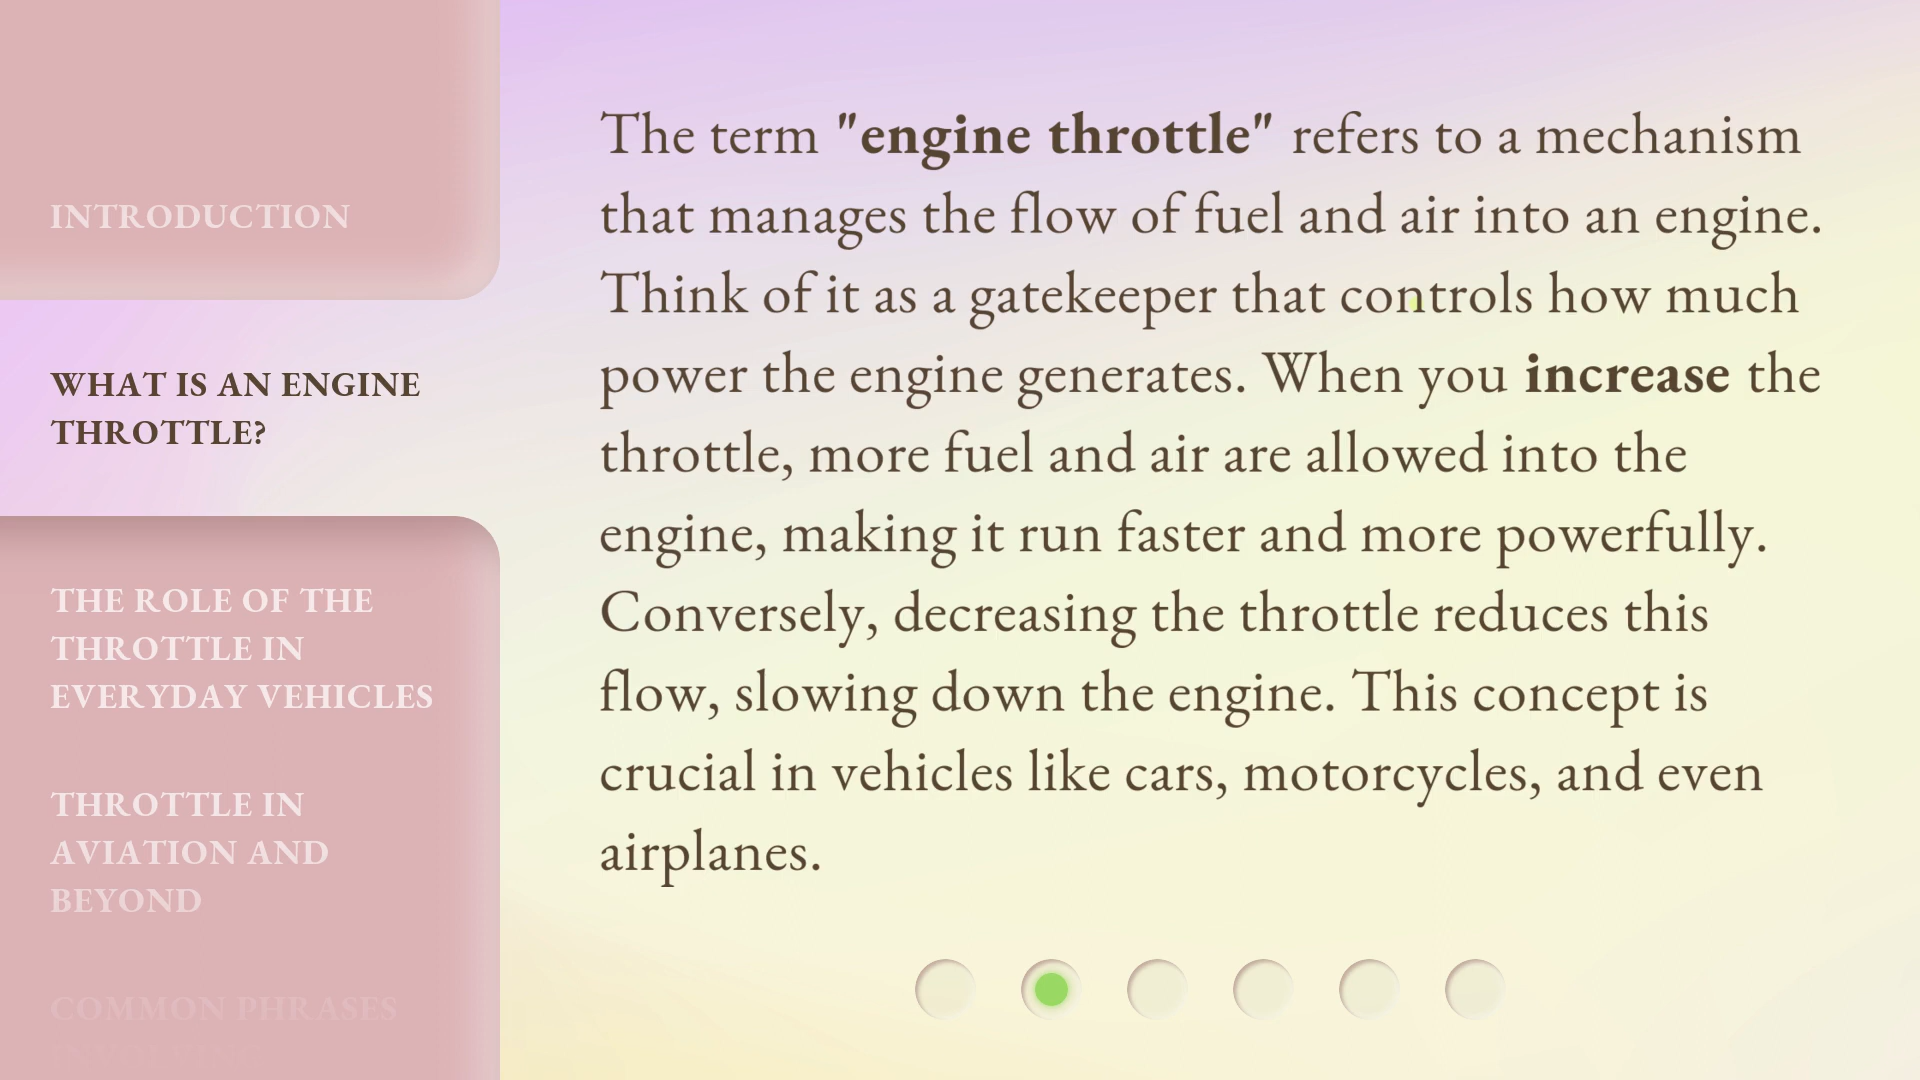 INTRODUCTION
WHAT IS AN ENGINE
THROTTLE?
THE ROLE OF THE
THROTTLE IN
EVERYDAY VEHICLES
THROTTLE IN
AVIATION AND
BEYOND
COMMON PHRASES
The term "engine throttle" refers to a mechanism
that manages the flow of fuel and air into an engine.
Think of it as a gatekeeper that controls how much
power the engine generates. When you increase the
throttle, more fuel and air are allowed into the
engine, making it run faster and more powerfully.
Conversely, decreasing the throttle reduces this
flow, slowing down the engine. This concept is
crucial in vehicles like cars, motorcycles, and even
airplanes.